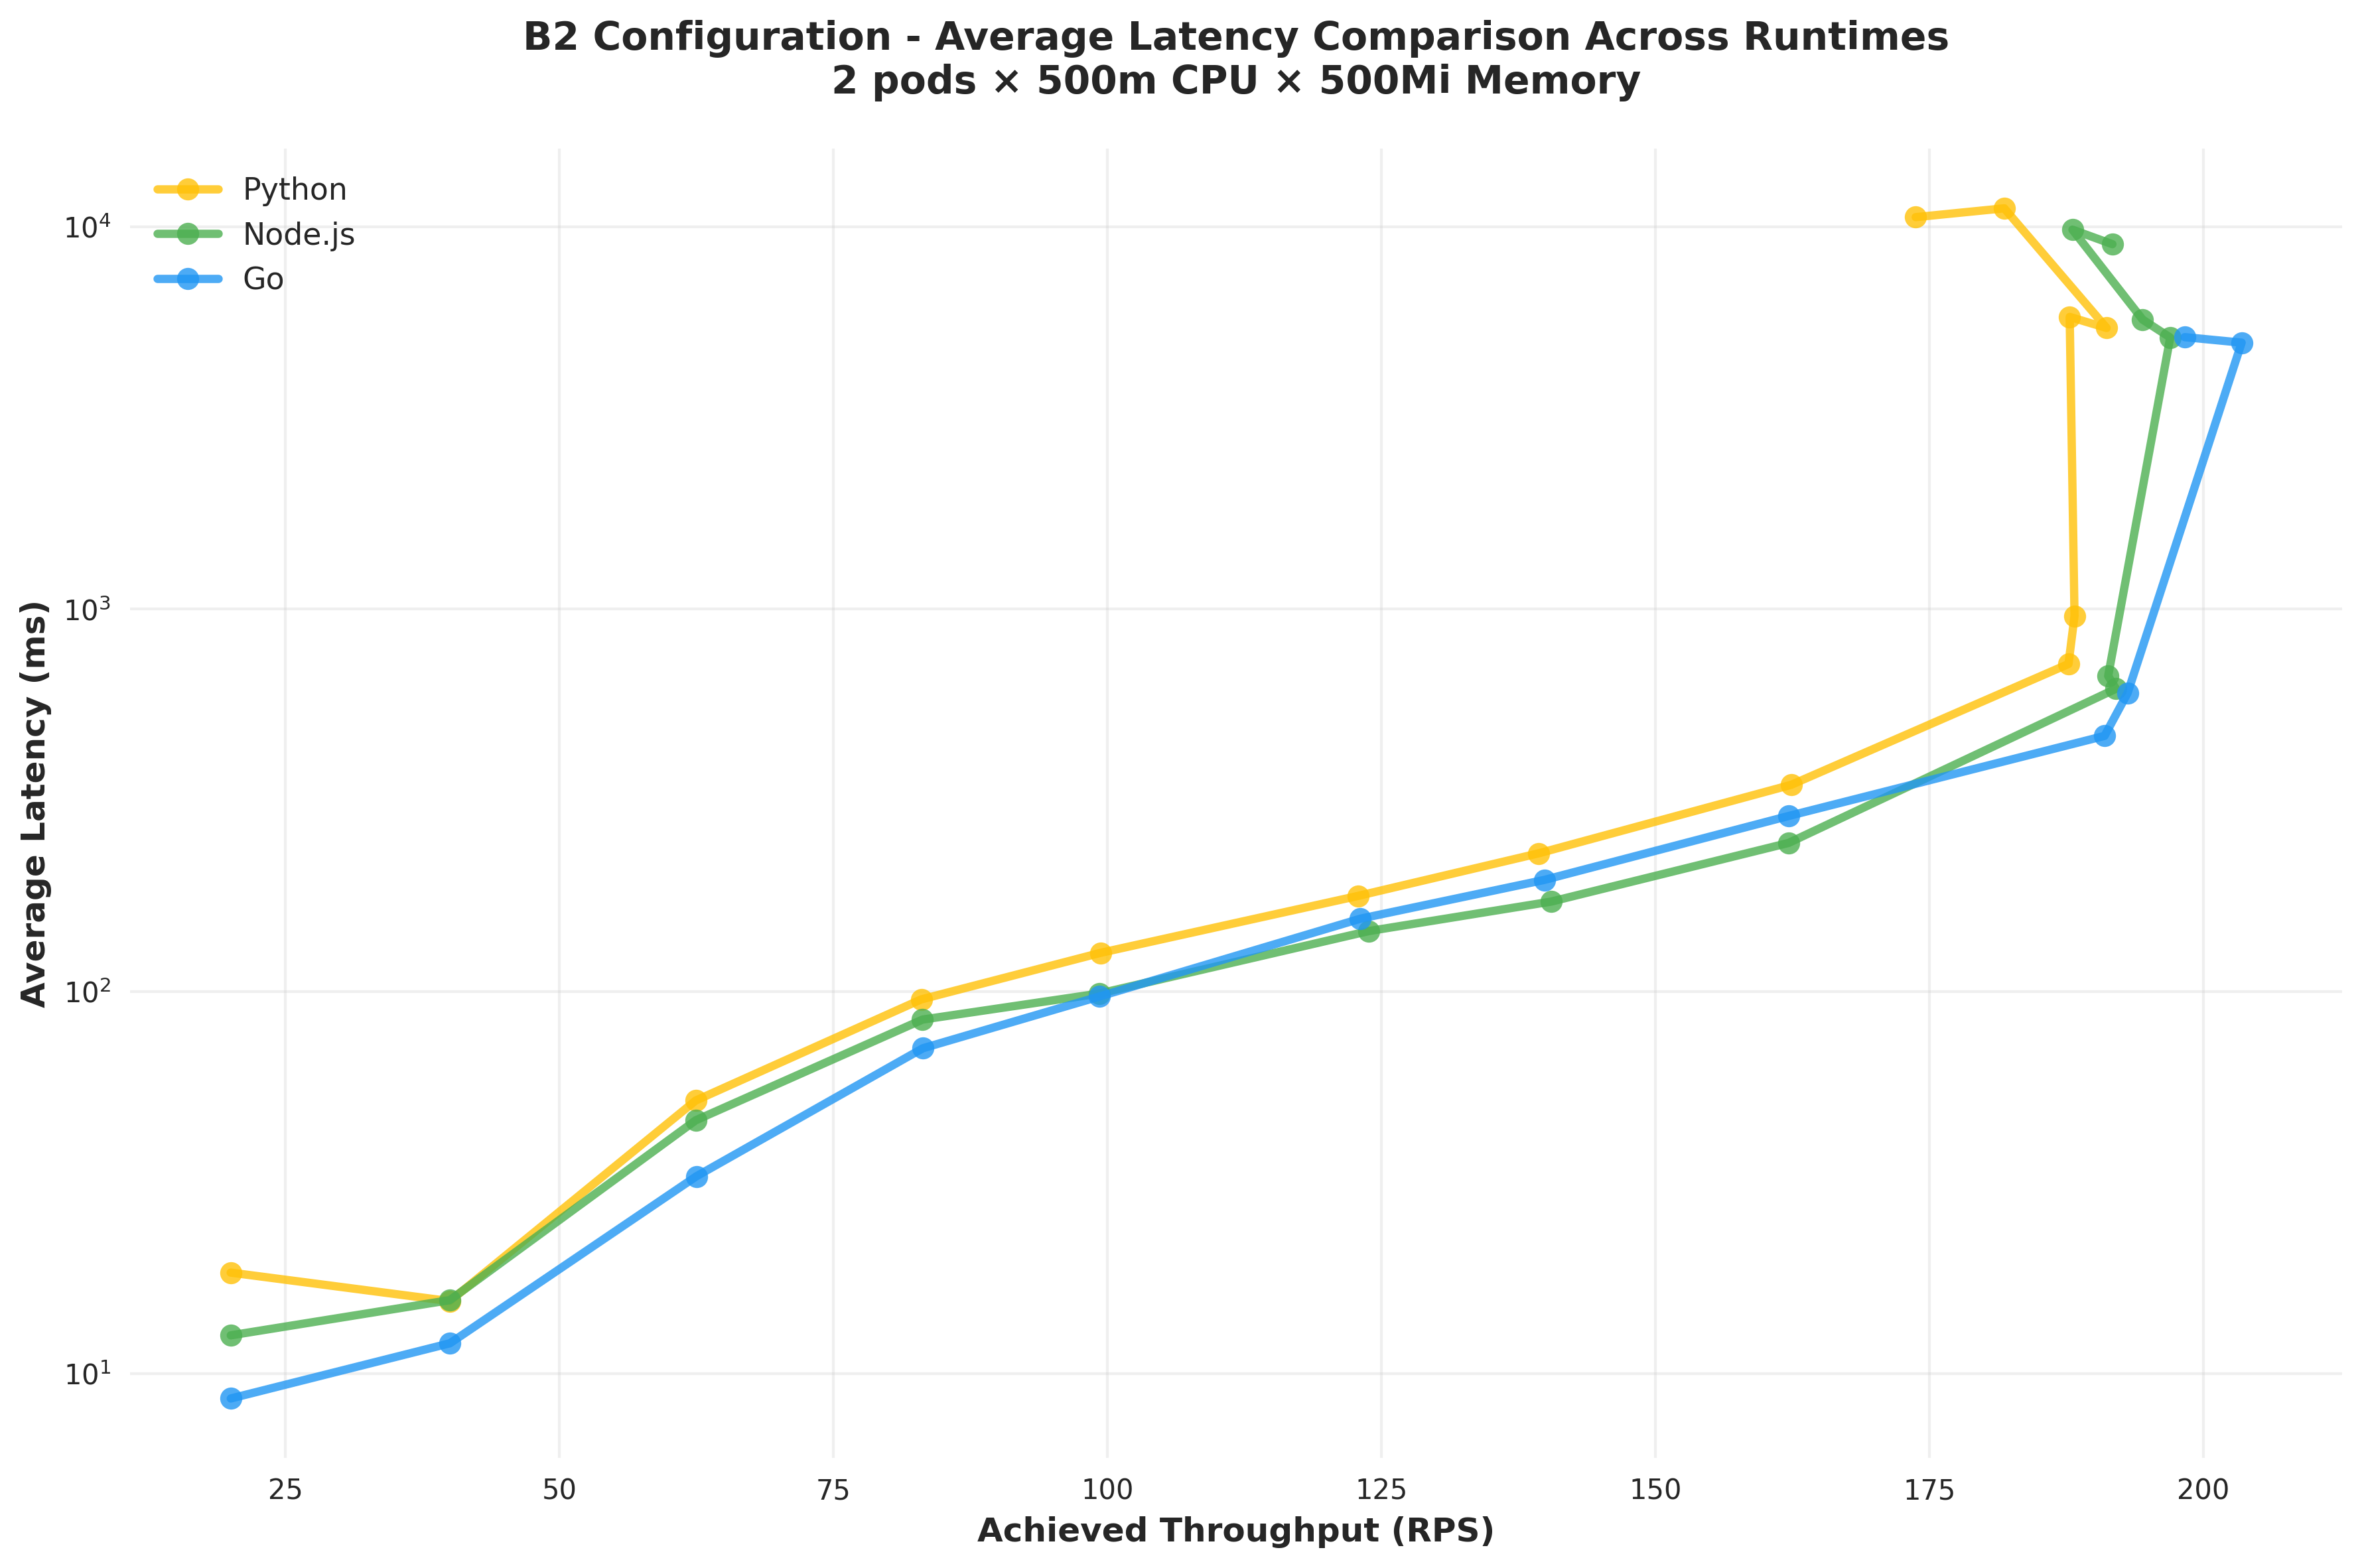 B2 Configuration - Average Latency Comparison Across Runtimes
2 pods × 500m CPU × 500Mi Memory
Python
Node.js
Go
10⁴
10³
10²
10¹
Average Latency (ms)
25 50 75 100 125 150 175 200
Achieved Throughput (RPS)